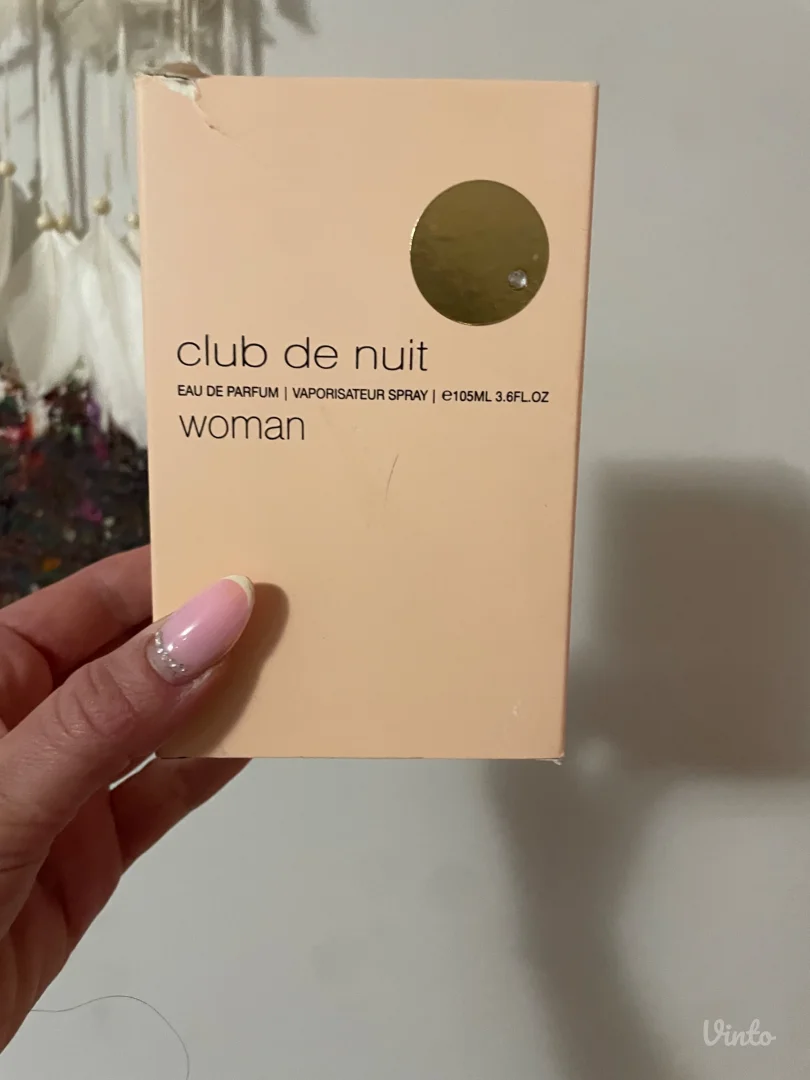 club de nuit
EAU DE PARFUM | VAPORISATEUR SPRAY | ℮105ML 3.6FL.OZ
woman
Vinto